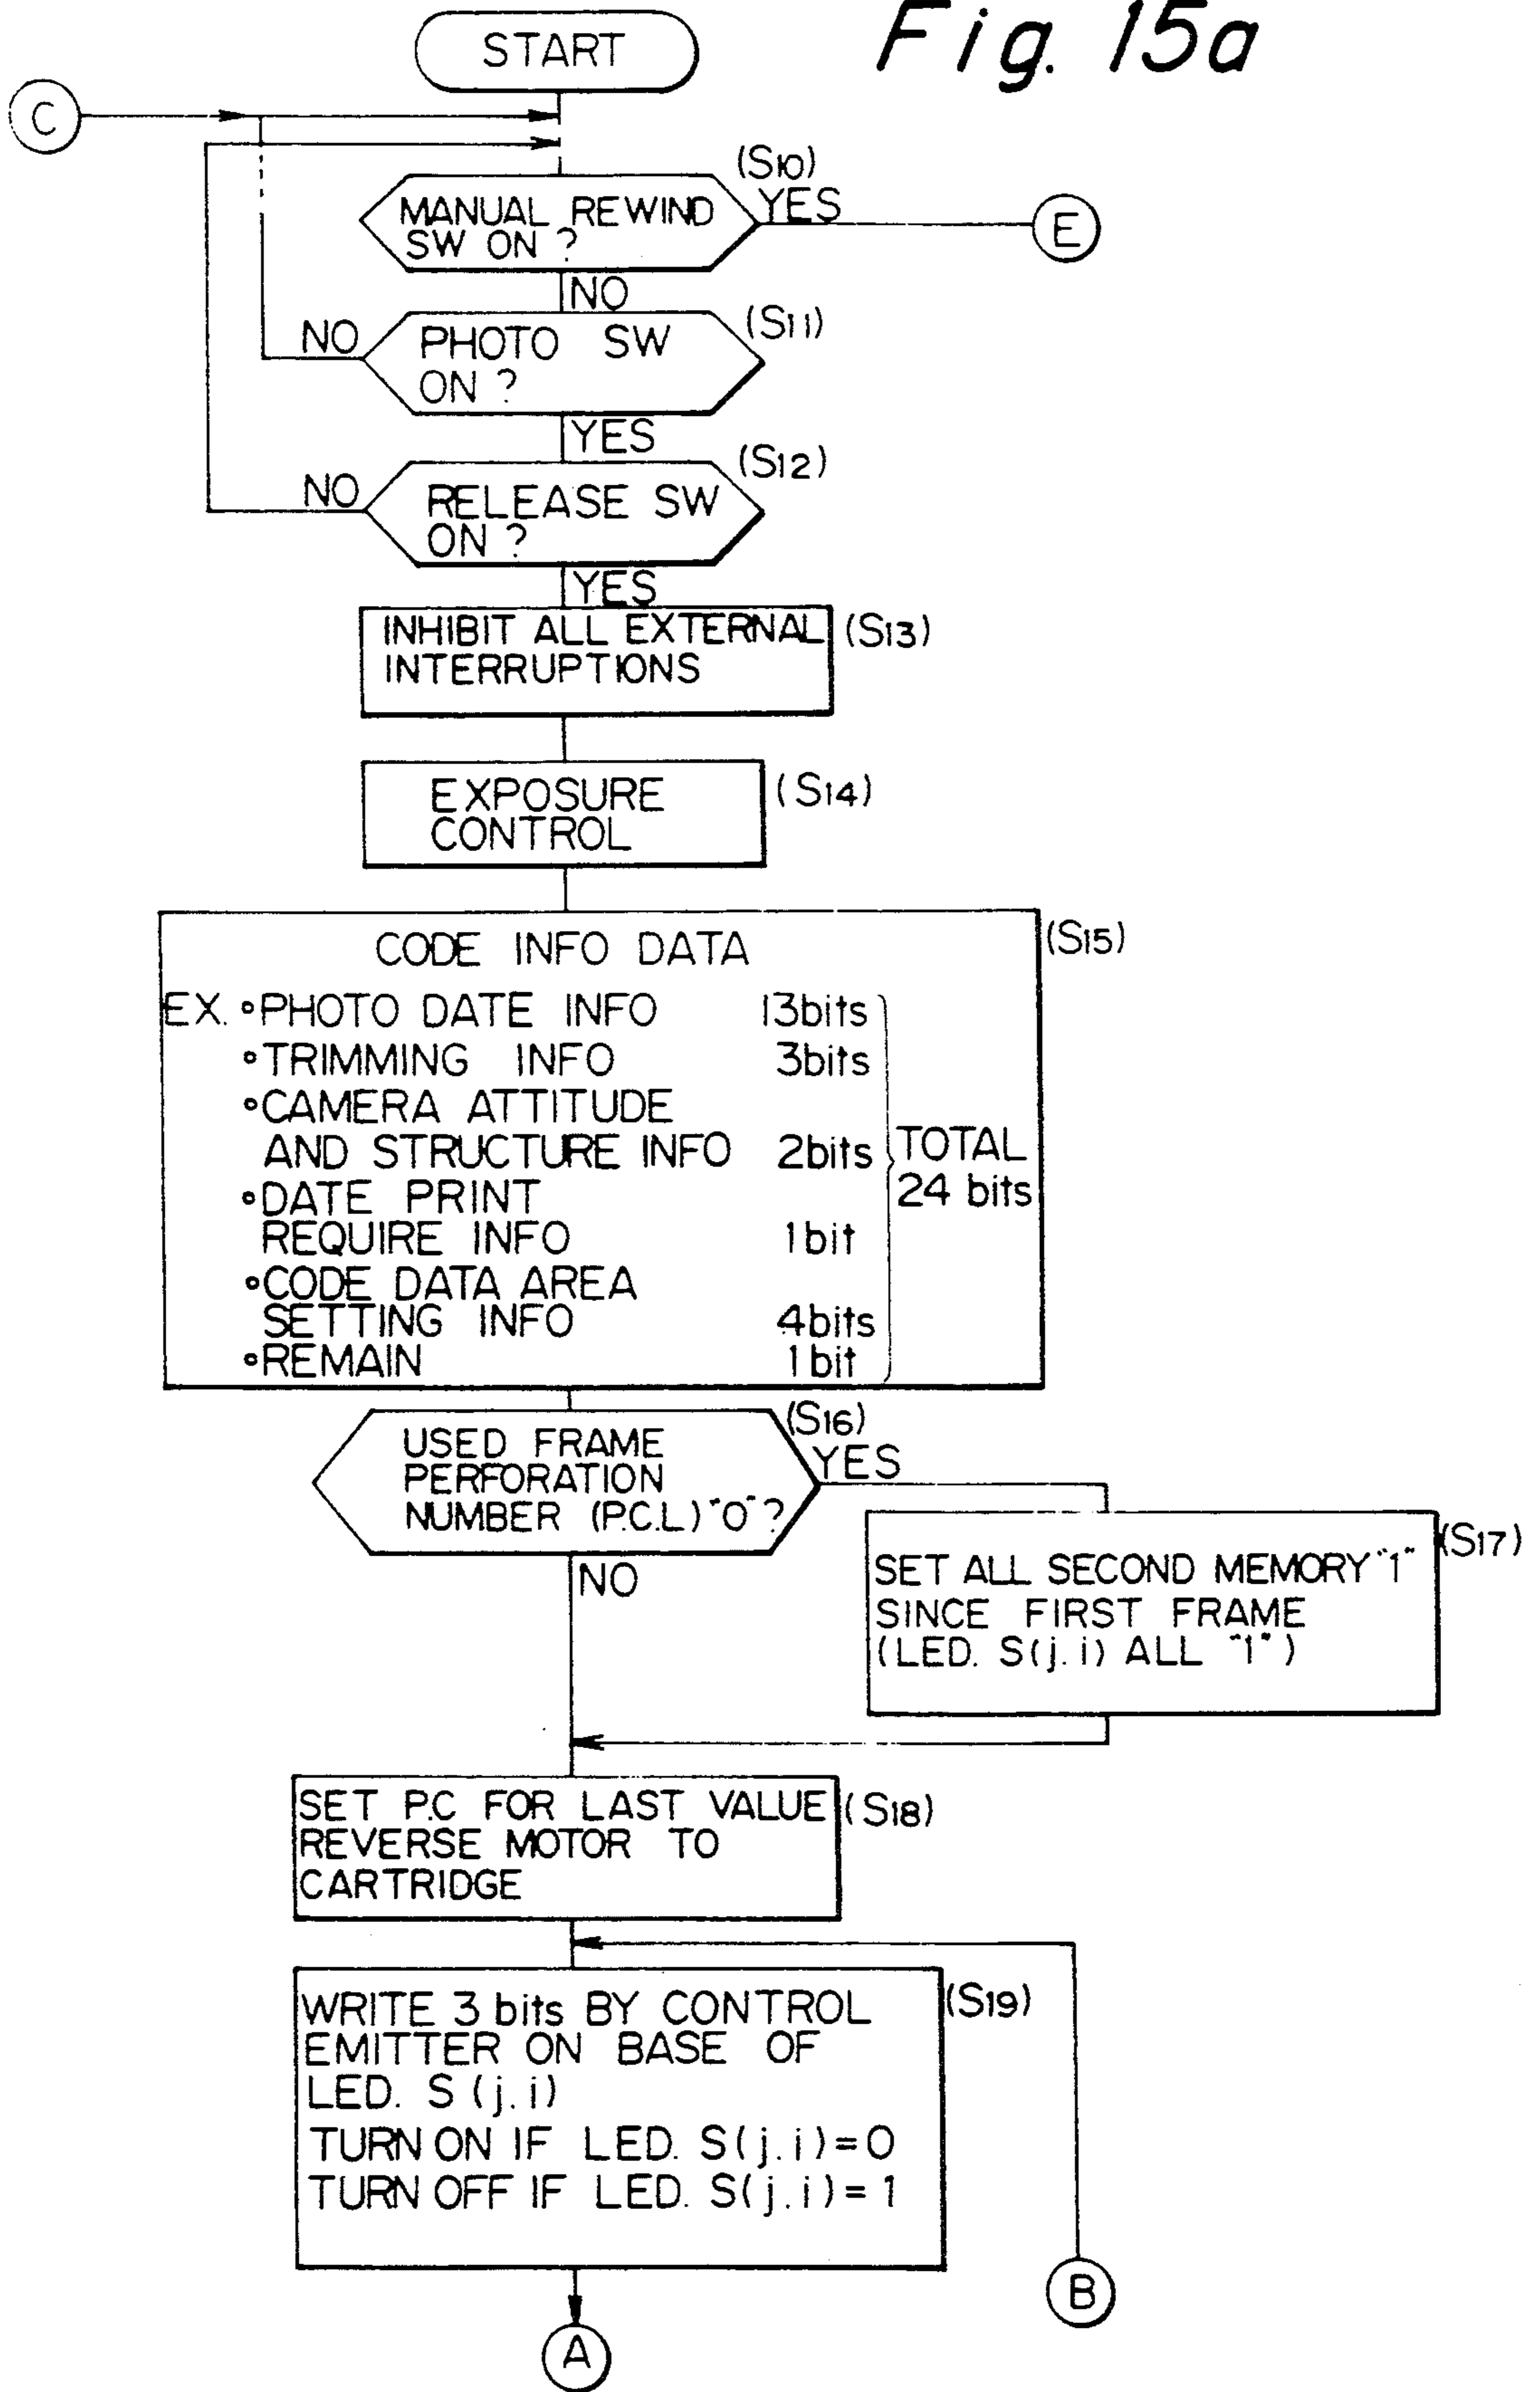 Fig. 15a
START
C
(S10)
MANUAL REWIND
SW ON ?
YES
E
NO
(S11)
PHOTO SW
ON ?
NO
YES
(S12)
RELEASE SW
ON ?
NO
YES
INHIBIT ALL EXTERNAL
INTERRUPTIONS
(S13)
EXPOSURE
CONTROL
(S14)
CODE INFO DATA
(S15)
EX. •PHOTO DATE INFO 13bits
•TRIMMING INFO 3bits
•CAMERA ATTITUDE
AND STRUCTURE INFO 2bits
•DATE PRINT
REQUIRE INFO 1bit
•CODE DATA AREA
SETTING INFO 4bits
•REMAIN 1bit
TOTAL
24 bits
(S16)
USED FRAME
PERFORATION
NUMBER (P.C.L) "0" ?
YES
NO
SET ALL SECOND MEMORY "1"
SINCE FIRST FRAME
(LED. S(j.i) ALL "1")
(S17)
SET P.C FOR LAST VALUE
REVERSE MOTOR TO
CARTRIDGE
(S18)
WRITE 3 bits BY CONTROL
EMITTER ON BASE OF
LED. S(j.i)
TURN ON IF LED. S(j.i)=0
TURN OFF IF LED. S(j.i)=1
(S19)
B
A